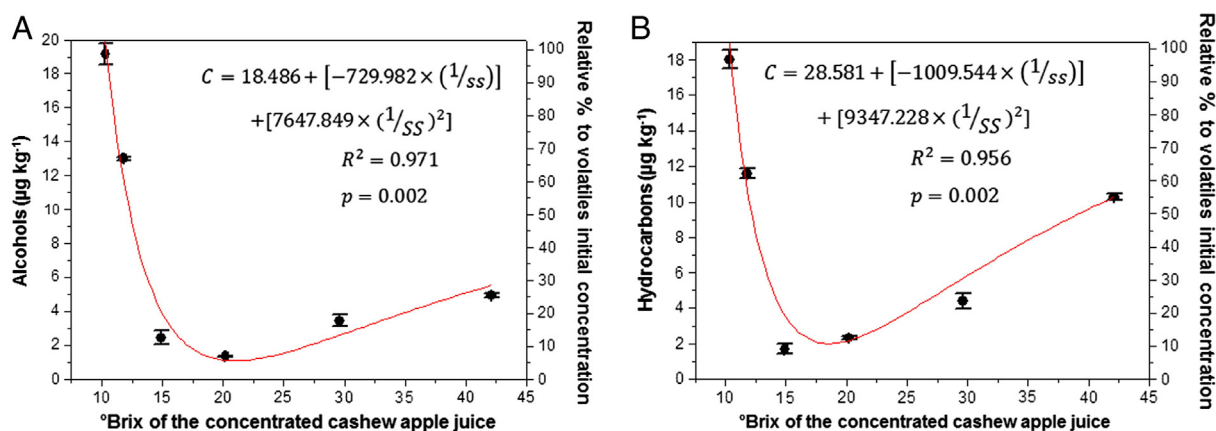 A
Alcohols (µg kg⁻¹)
20
18
16
14
12
10
8
6
4
2
0
C = 18.486 + [−729.982 × (1/ss)]
+[7647.849 × (1/SS)²]
R² = 0.971
p = 0.002
100
90
80
70
60
50
40
30
20
10
0
Relative % to volatiles initial concentration
10 15 20 25 30 35 40 45
°Brix of the concentrated cashew apple juice
B
Hydrocarbons (µg kg⁻¹)
18
16
14
12
10
8
6
4
2
0
C = 28.581 + [−1009.544 × (1/ss)]
+ [9347.228 × (1/SS)²]
R² = 0.956
p = 0.002
100
90
80
70
60
50
40
30
20
10
0
Relative % to volatiles initial concentration
10 15 20 25 30 35 40 45
°Brix of the concentrated cashew apple juice